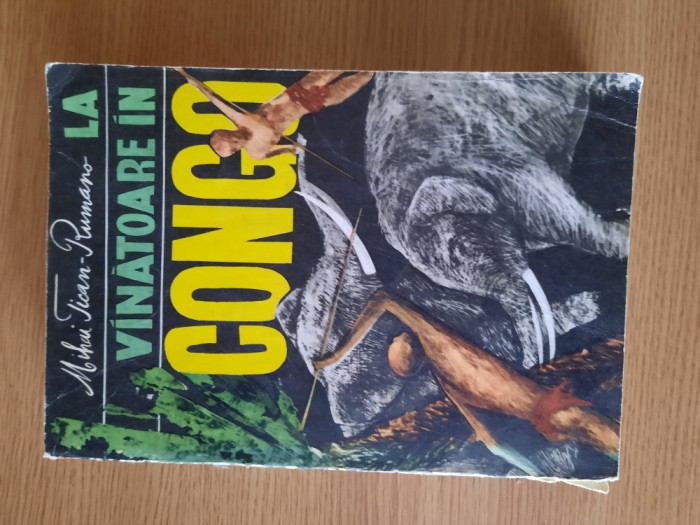 Mihai Tican-Rumano
LA
VÎNĂTOARE ÎN
CONGO